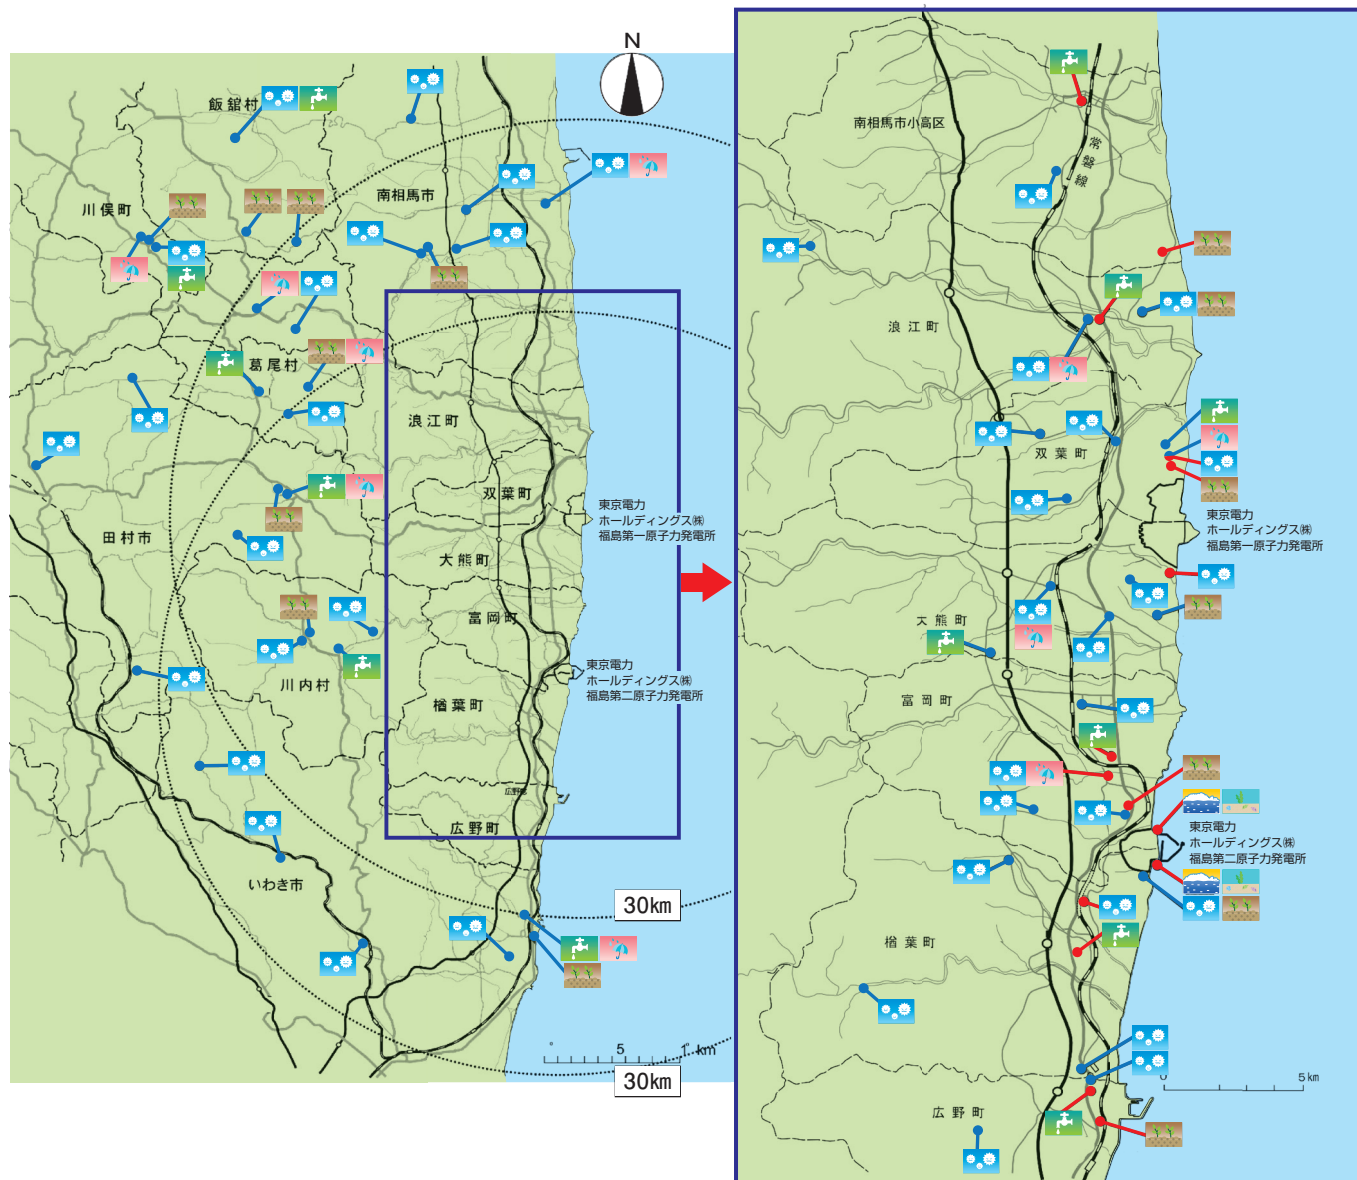 N
飯舘村
川俣町
南相馬市
葛尾村
浪江町
双葉町
東京電力
ホールディングス㈱
福島第一原子力発電所
田村市
大熊町
富岡町
東京電力
ホールディングス㈱
福島第二原子力発電所
川内村
楢葉町
広野町
いわき市
30㎞
5
km
30㎞
南相馬市小高区
常磐線
浪江町
双葉町
東京電力
ホールディングス㈱
福島第一原子力発電所
大熊町
富岡町
東京電力
ホールディングス㈱
福島第二原子力発電所
楢葉町
5km
広野町